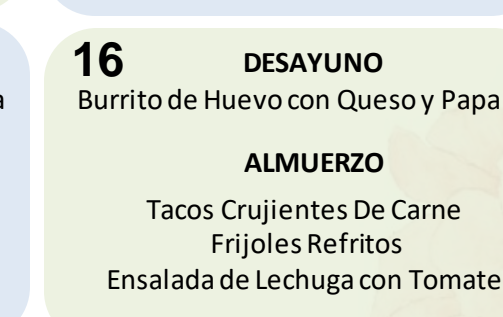 16
DESAYUNO
Burrito de Huevo con Queso y Papa
ALMUERZO
Tacos Crujientes De Carne
Frijoles Refritos
Ensalada de Lechuga con Tomate